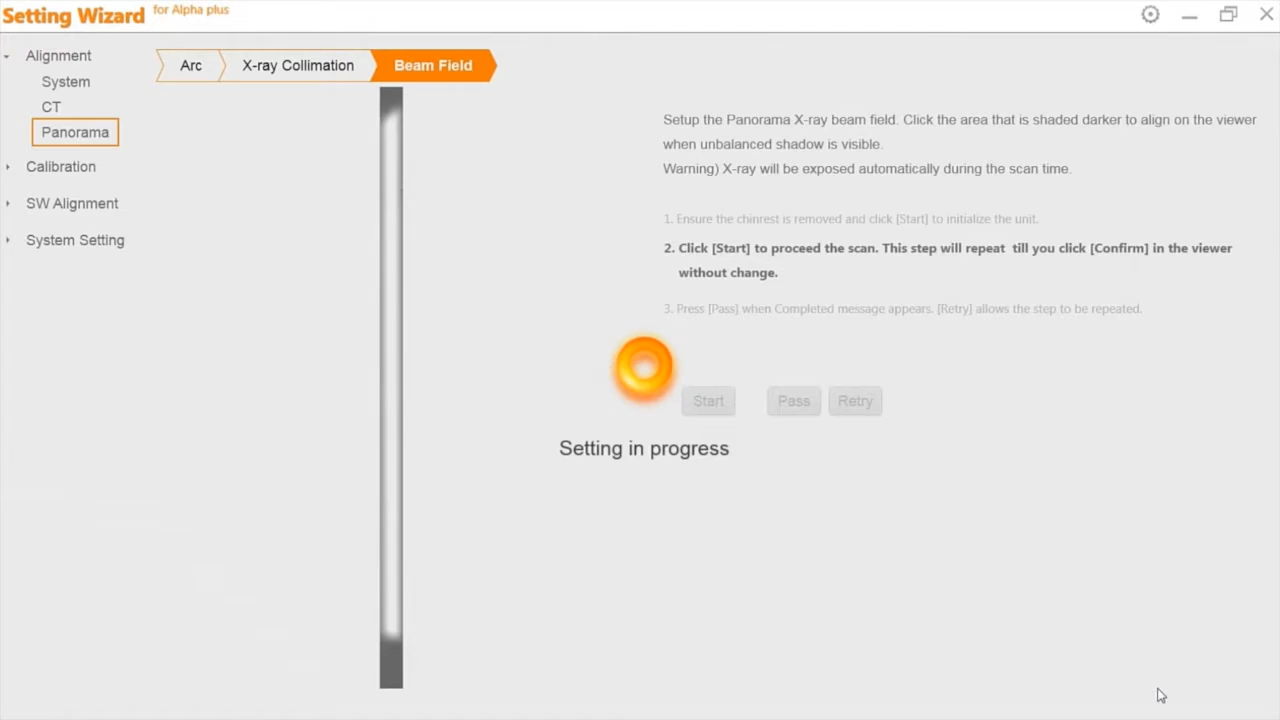 Setting Wizard for Alpha plus
Alignment
System
CT
Panorama
Calibration
SW Alignment
System Setting
Arc
X-ray Collimation
Beam Field
Setup the Panorama X-ray beam field. Click the area that is shaded darker to align on the viewer
when unbalanced shadow is visible.
Warning) X-ray will be exposed automatically during the scan time.
1. Ensure the chinrest is removed and click [Start] to initialize the unit.
2. Click [Start] to proceed the scan. This step will repeat till you click [Confirm] in the viewer
without change.
3. Press [Pass] when Completed message appears. [Retry] allows the step to be repeated.
Start
Pass
Retry
Setting in progress